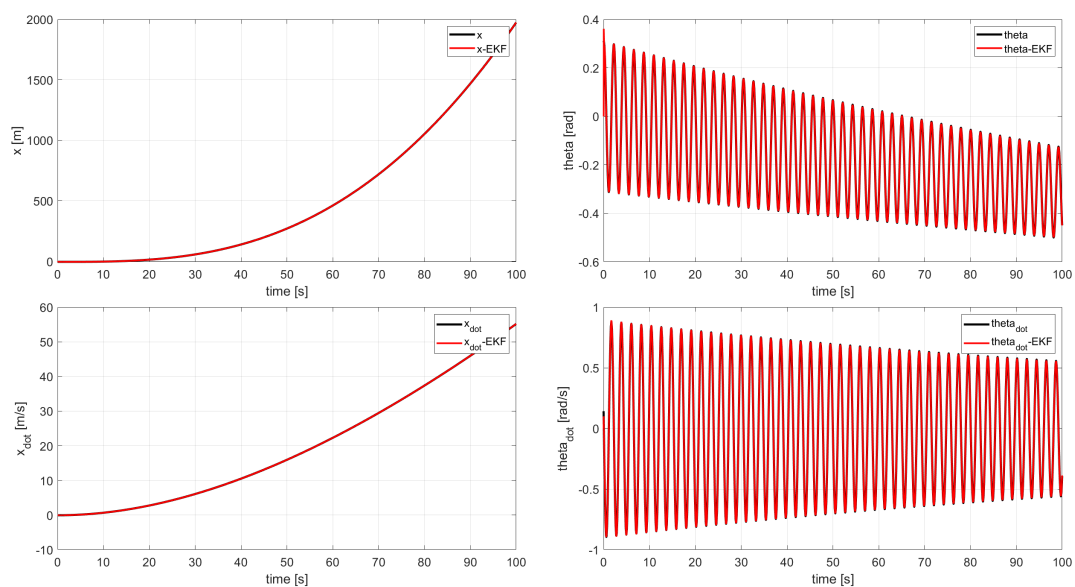 2000
1500
1000
500
0
x [m]
0 10 20 30 40 50 60 70 80 90 100
time [s]
x
x-EKF
0.4
0.2
0
-0.2
-0.4
-0.6
theta [rad]
0 10 20 30 40 50 60 70 80 90 100
time [s]
theta
theta-EKF
60
50
40
30
20
10
0
-10
x_dot [m/s]
0 10 20 30 40 50 60 70 80 90 100
time [s]
x_dot
x_dot-EKF
1
0.5
0
-0.5
-1
theta_dot [rad/s]
0 10 20 30 40 50 60 70 80 90 100
time [s]
theta_dot
theta_dot-EKF